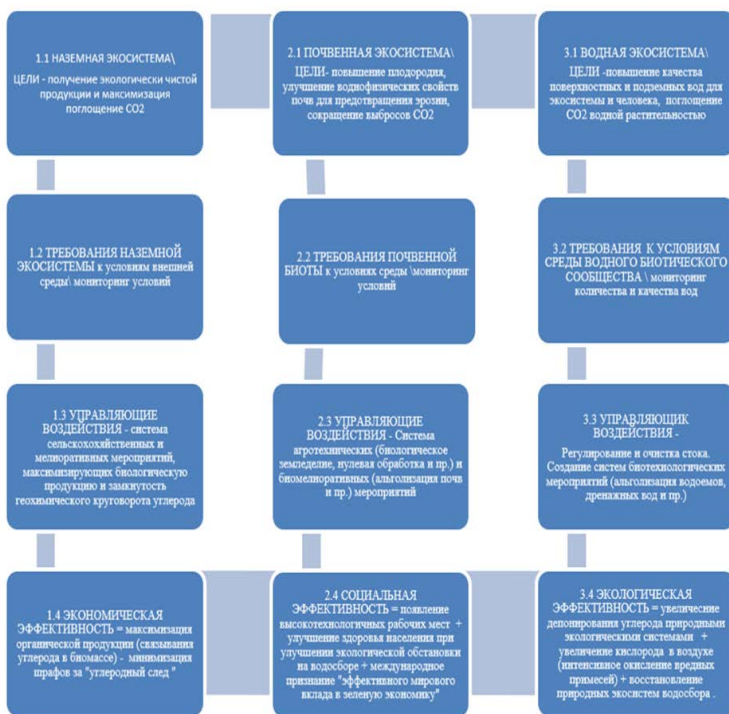 1.1 НАЗЕМНАЯ ЭКОСИСТЕМА\
ЦЕЛИ - получение экологически чистой
продукции и максимизация
поглощение СО2
2.1 ПОЧВЕННАЯ ЭКОСИСТЕМА\
ЦЕЛИ- повышение плодородия,
улучшение воднофизических свойств
почв для предотвращения эрозии,
сокращение выбросов СО2
3.1 ВОДНАЯ ЭКОСИСТЕМА\
ЦЕЛИ -повышение качества
поверхностных и подземных вод для
экосистемы и человека, поглощение
СО2 водной растительностью
1.2 ТРЕБОВАНИЯ НАЗЕМНОЙ
ЭКОСИСТЕМЫ к условиям внешней
среды\ мониторинг условий
2.2 ТРЕБОВАНИЯ ПОЧВЕННОЙ
БИОТЫ к условиях среды \мониторинг
условий
3.2 ТРЕБОВАНИЯ К УСЛОВИЯМ
СРЕДЫ ВОДНОГО БИОТИЧЕСКОГО
СООБЩЕСТВА \ мониторинг
количества и качества вод
1.3 УПРАВЛЯЮЩИЕ
ВОЗДЕЙСТВИЯ - система
сельскохохяйственных и
мелиоративных мероприятий,
максимизирующих биологическую
продукцию и замкнутость
геохимического круговорота углерода
2.3 УПРАВЛЯЮЩИЕ
ВОЗДЕЙСТВИЯ - Система
агротехнических (биологическое
земледелие, нулевая обработка и пр.) и
биомелиоративных (альголизация почв
и пр.) мероприятий
3.3 УПРАВЛЯЮЩИК
ВОЗДЕЙСТВИЯ -
Регулирование и очистка стока.
Создание систем биотехнологических
мероприятий (альголизация водоемов,
дренажных вод и пр.)
1.4 ЭКОНОМИЧЕСКАЯ
ЭФФЕКТИВНОСТЬ = максимизация
органической продукции (связывания
углерода в биомассе) - минимизация
шрафов за "углеродный след "
2.4 СОЦИАЛЬНАЯ
ЭФФЕКТИВНОСТЬ = появление
высокотехнологичных рабочих мест +
улучшение здоровья населения при
улучшении экологической обстановки
на водосборе + международное
признание "эффективного мирового
вклада в зеленую экономику"
3.4 ЭКОЛОГИЧЕСКАЯ
ЭФФЕКТИВНОСТЬ = увеличение
депонирования углерода природными
экологическими системами +
увеличение кислорода в воздухе
(интенсивное окисление вредных
примесей) + восстановление
природных экосистем водосбора .